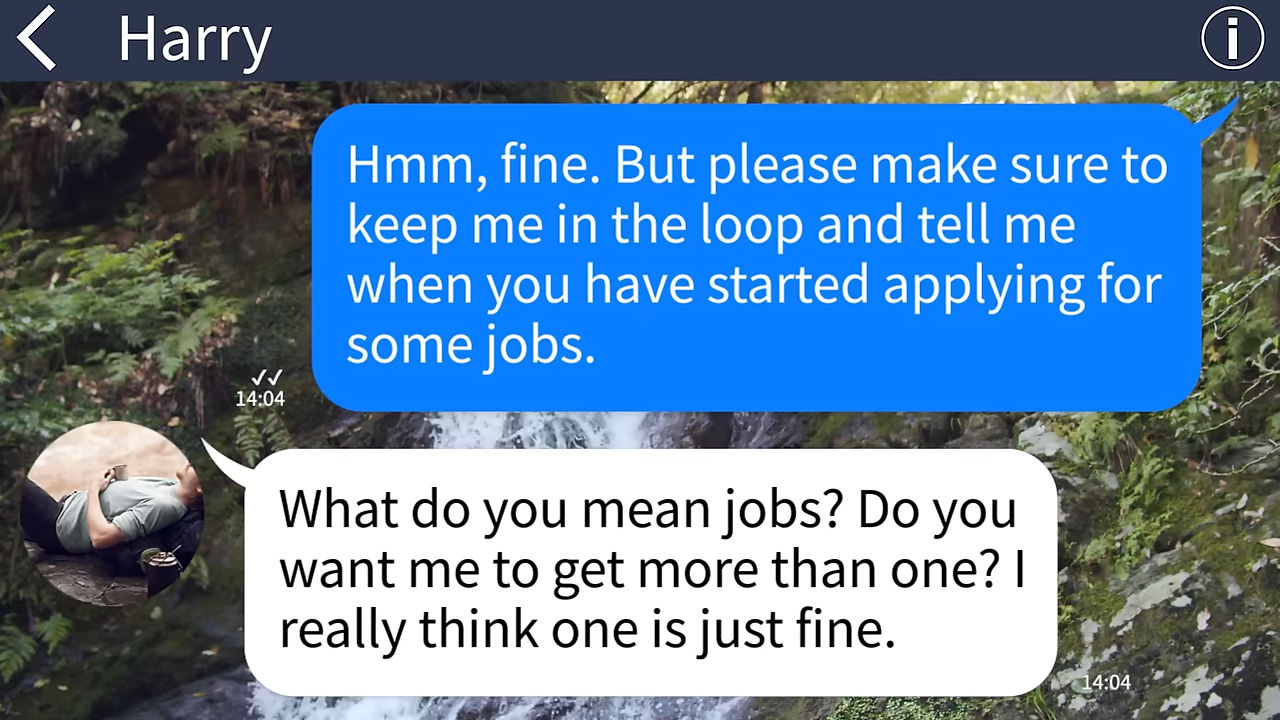 Harry
Hmm, fine. But please make sure to
keep me in the loop and tell me
when you have started applying for
some jobs.
14:04
What do you mean jobs? Do you
want me to get more than one? I
really think one is just fine.
14:04